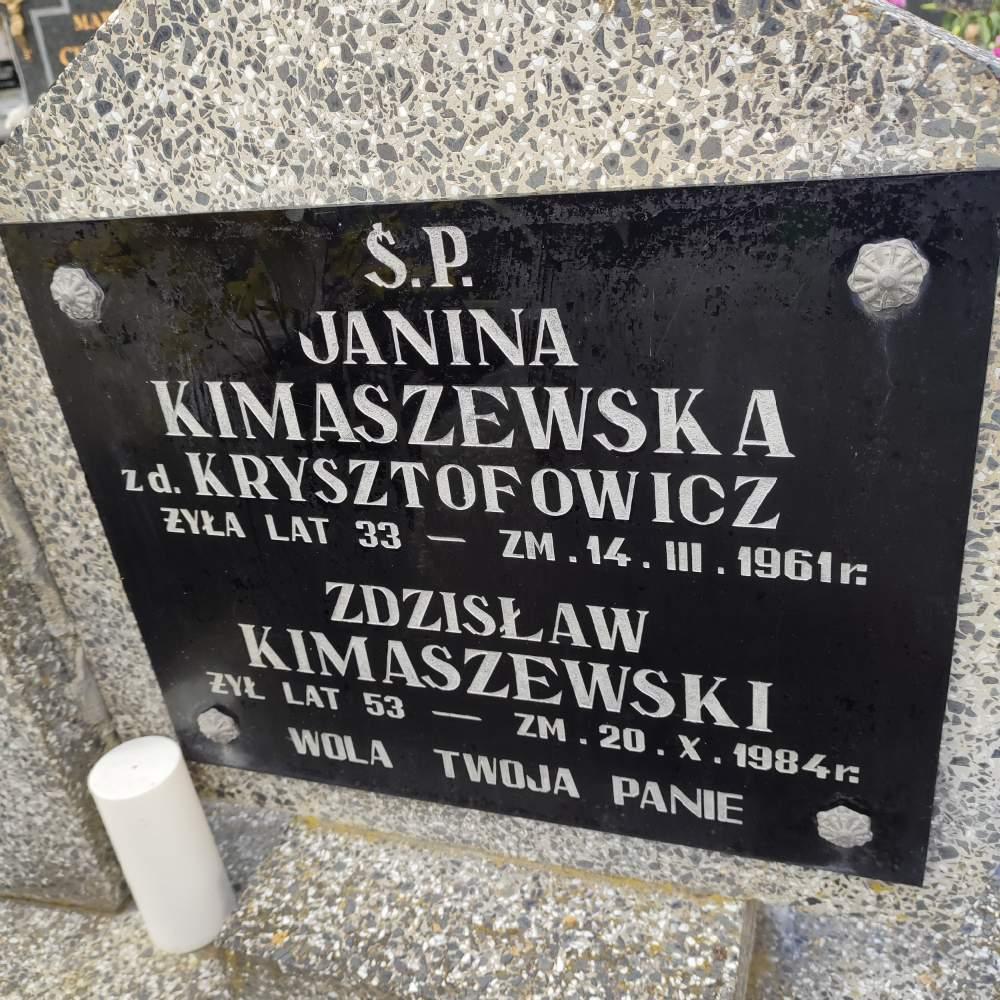 Ś.P.
JANINA
KIMASZEWSKA
z d. KRYSZTOFOWICZ
ŻYŁA LAT 33 — ZM. 14. III. 1961 r.
ZDZISŁAW
KIMASZEWSKI
ŻYŁ LAT 53 — ZM. 20. X. 1984 r.
WOLA TWOJA PANIE